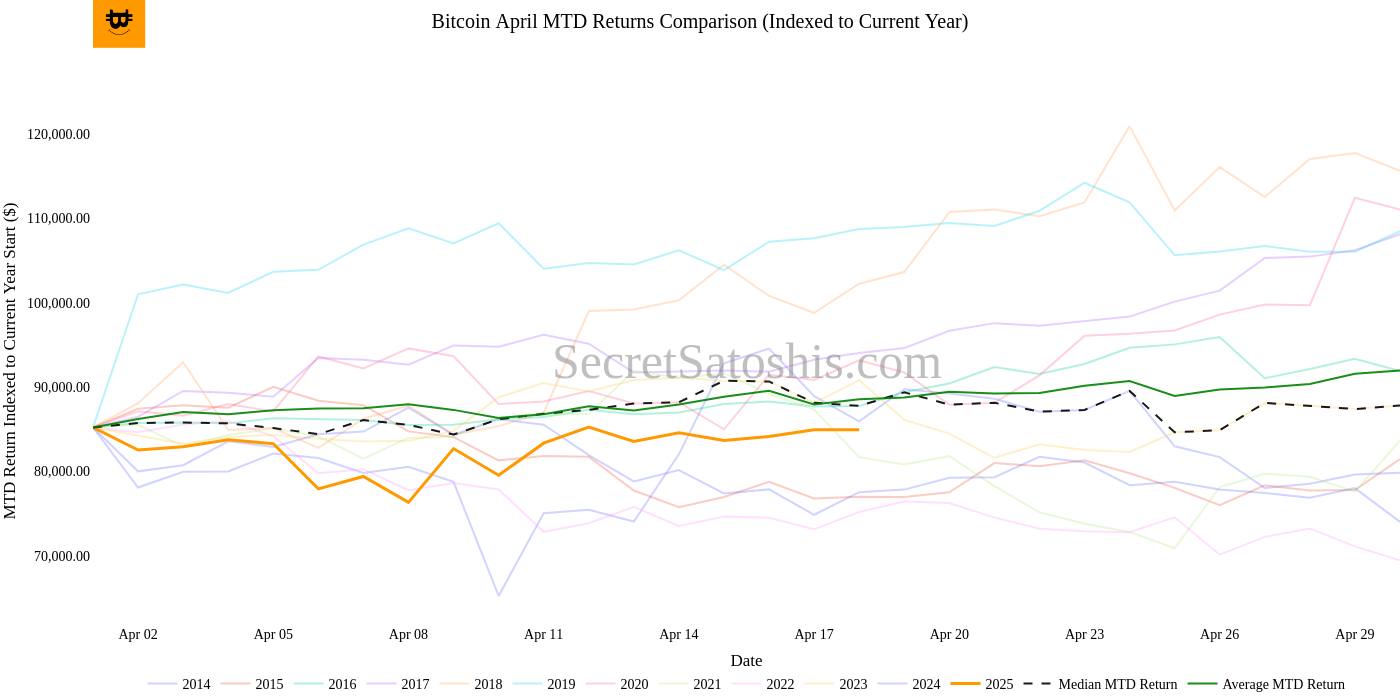 Bitcoin April MTD Returns Comparison (Indexed to Current Year)
MTD Return Indexed to Current Year Start ($)
120,000.00
110,000.00
100,000.00
90,000.00
80,000.00
70,000.00
SecretSatoshis.com
Apr 02 Apr 05 Apr 08 Apr 11 Apr 14 Apr 17 Apr 20 Apr 23 Apr 26 Apr 29
Date
2014 2015 2016 2017 2018 2019 2020 2021 2022 2023 2024 2025 Median MTD Return Average MTD Return